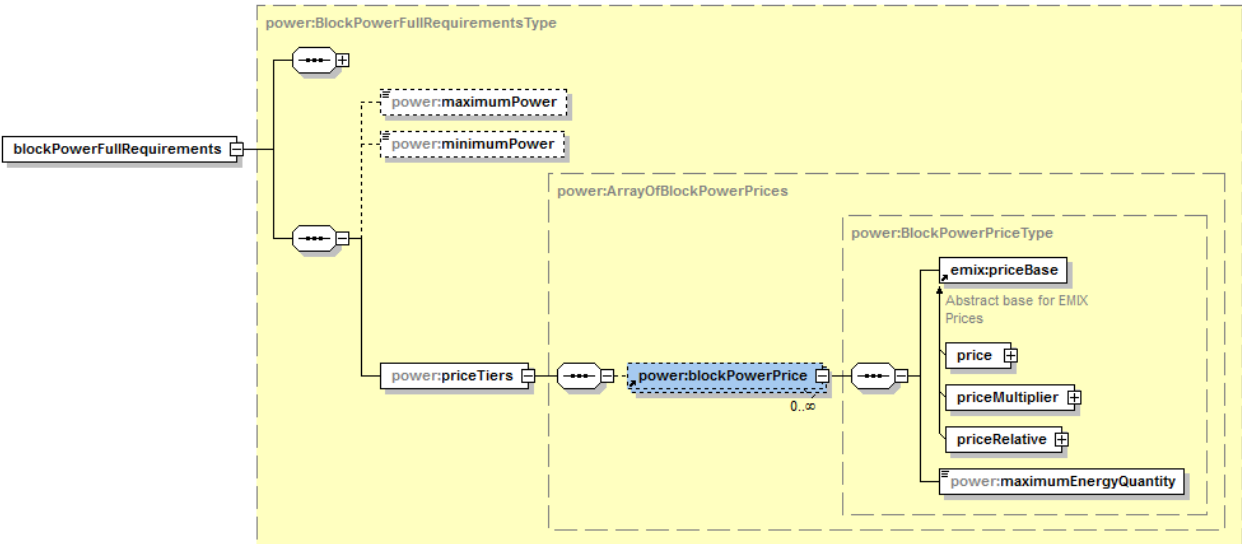 power:BlockPowerFullRequirementsType
power:maximumPower
power:minimumPower
blockPowerFullRequirements
power:ArrayOfBlockPowerPrices
power:BlockPowerPriceType
emix:priceBase
Abstract base for EMIX
Prices
price
power:priceTiers
power:blockPowerPrice
0..∞
priceMultiplier
priceRelative
power:maximumEnergyQuantity